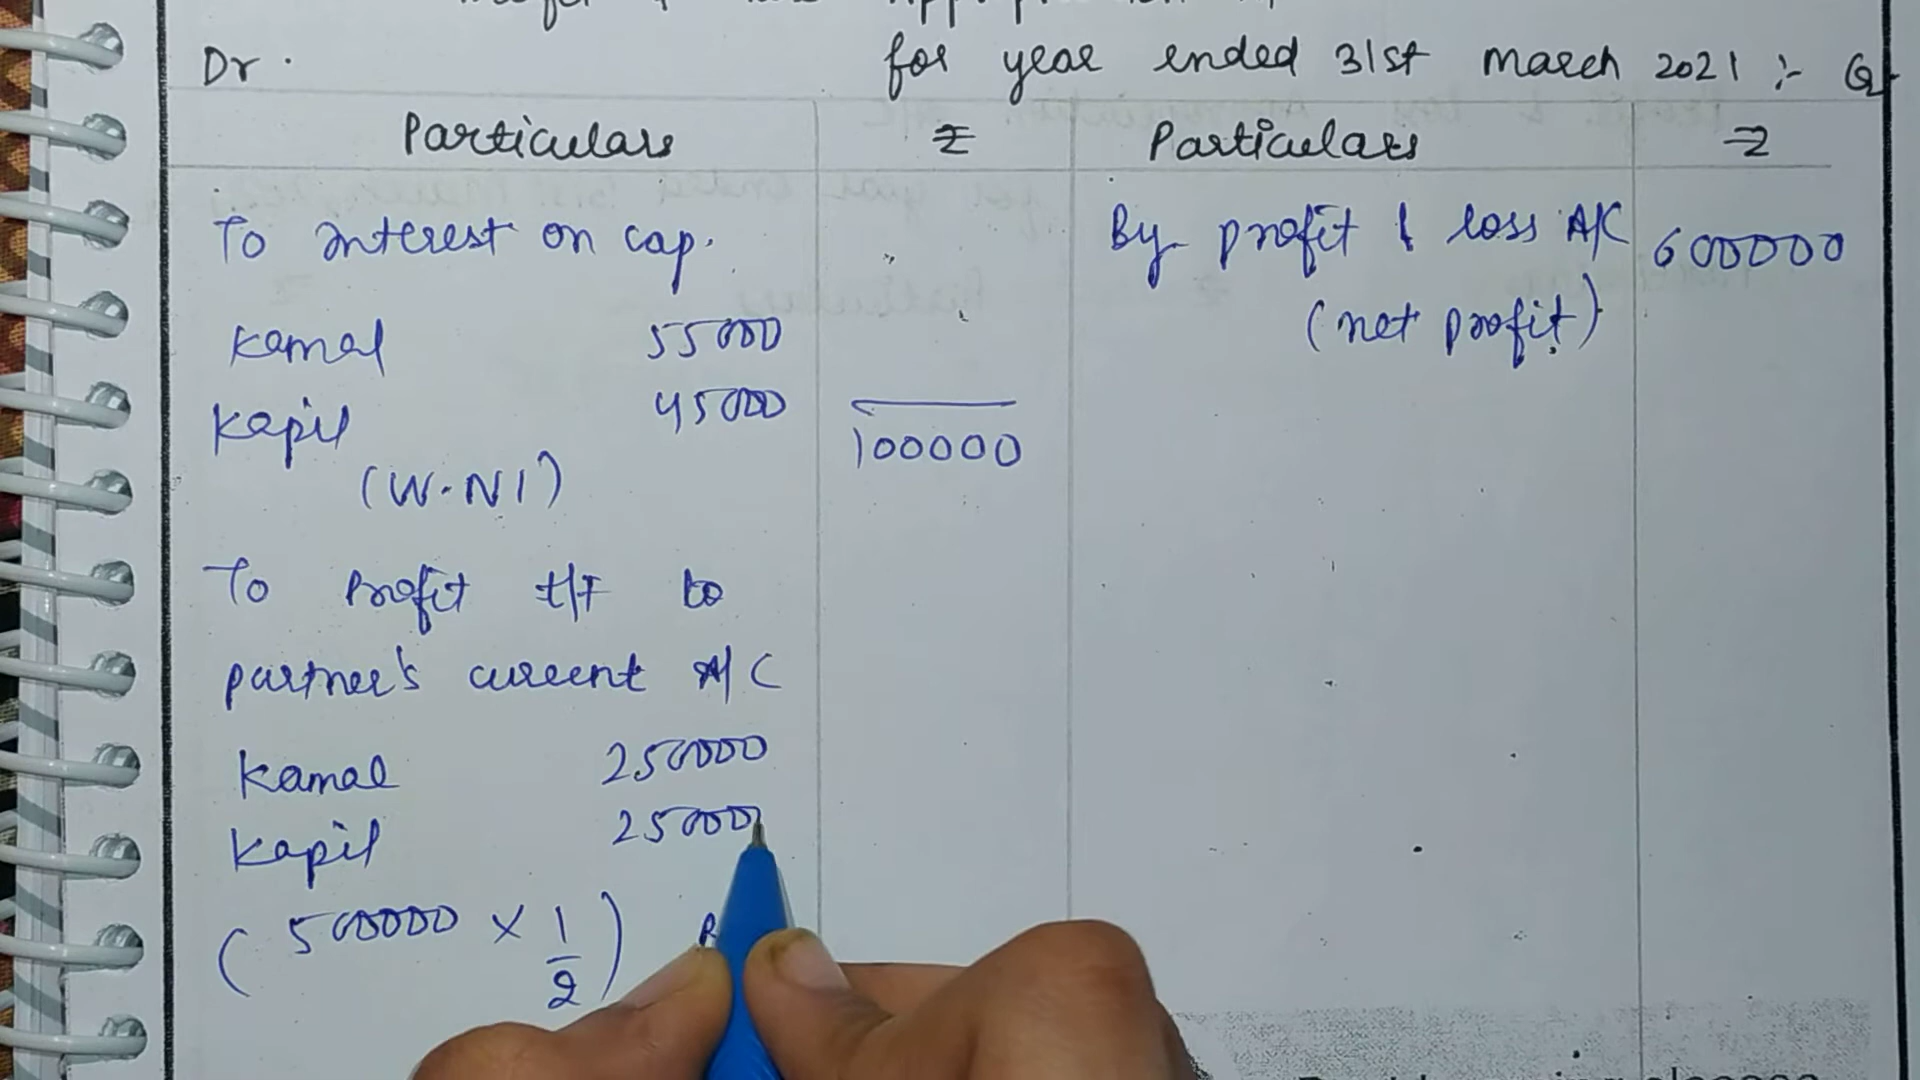 Dr.
for year ended 31st march 2021 :-
Particulars ₹ Particulars ₹
To interest on cap. By profit & loss A/C 600000
(net profit)
Kamal 55000
Kapil 45000
100000
(W.N1)
To Profit t/f to
partner's current A/C
Kamal 250000
Kapil 25000
(500000 × 1/2)